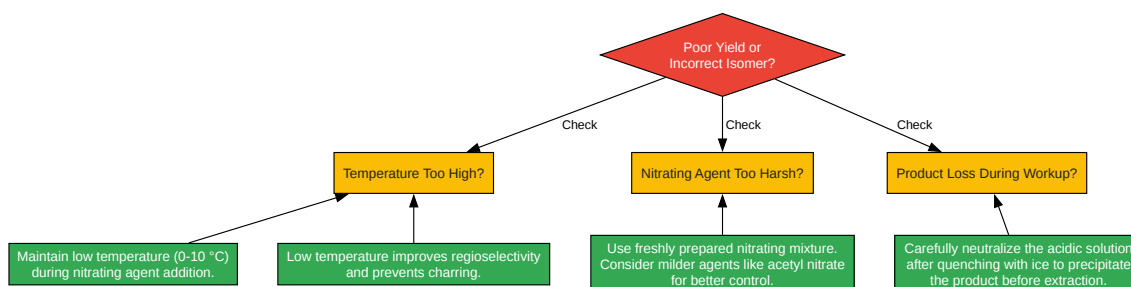 Poor Yield or
Incorrect Isomer?
Check
Check
Check
Temperature Too High?
Nitrating Agent Too Harsh?
Product Loss During Workup?
Maintain low temperature (0-10 °C)
during nitrating agent addition.
Low temperature improves regioselectivity
and prevents charring.
Use freshly prepared nitrating mixture.
Consider milder agents like acetyl nitrate
for better control.
Carefully neutralize the acidic solution
after quenching with ice to precipitate
the product before extraction.